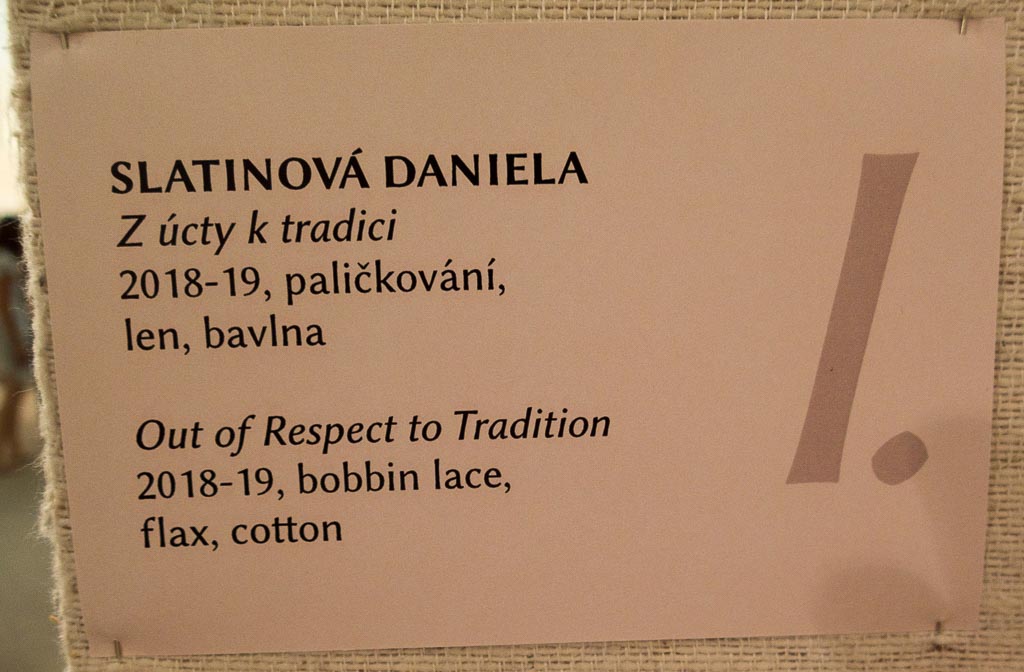 SLATINOVÁ DANIELA
Z úcty k tradici
2018-19, paličkování,
len, bavlna
Out of Respect to Tradition
2018-19, bobbin lace,
flax, cotton
I.